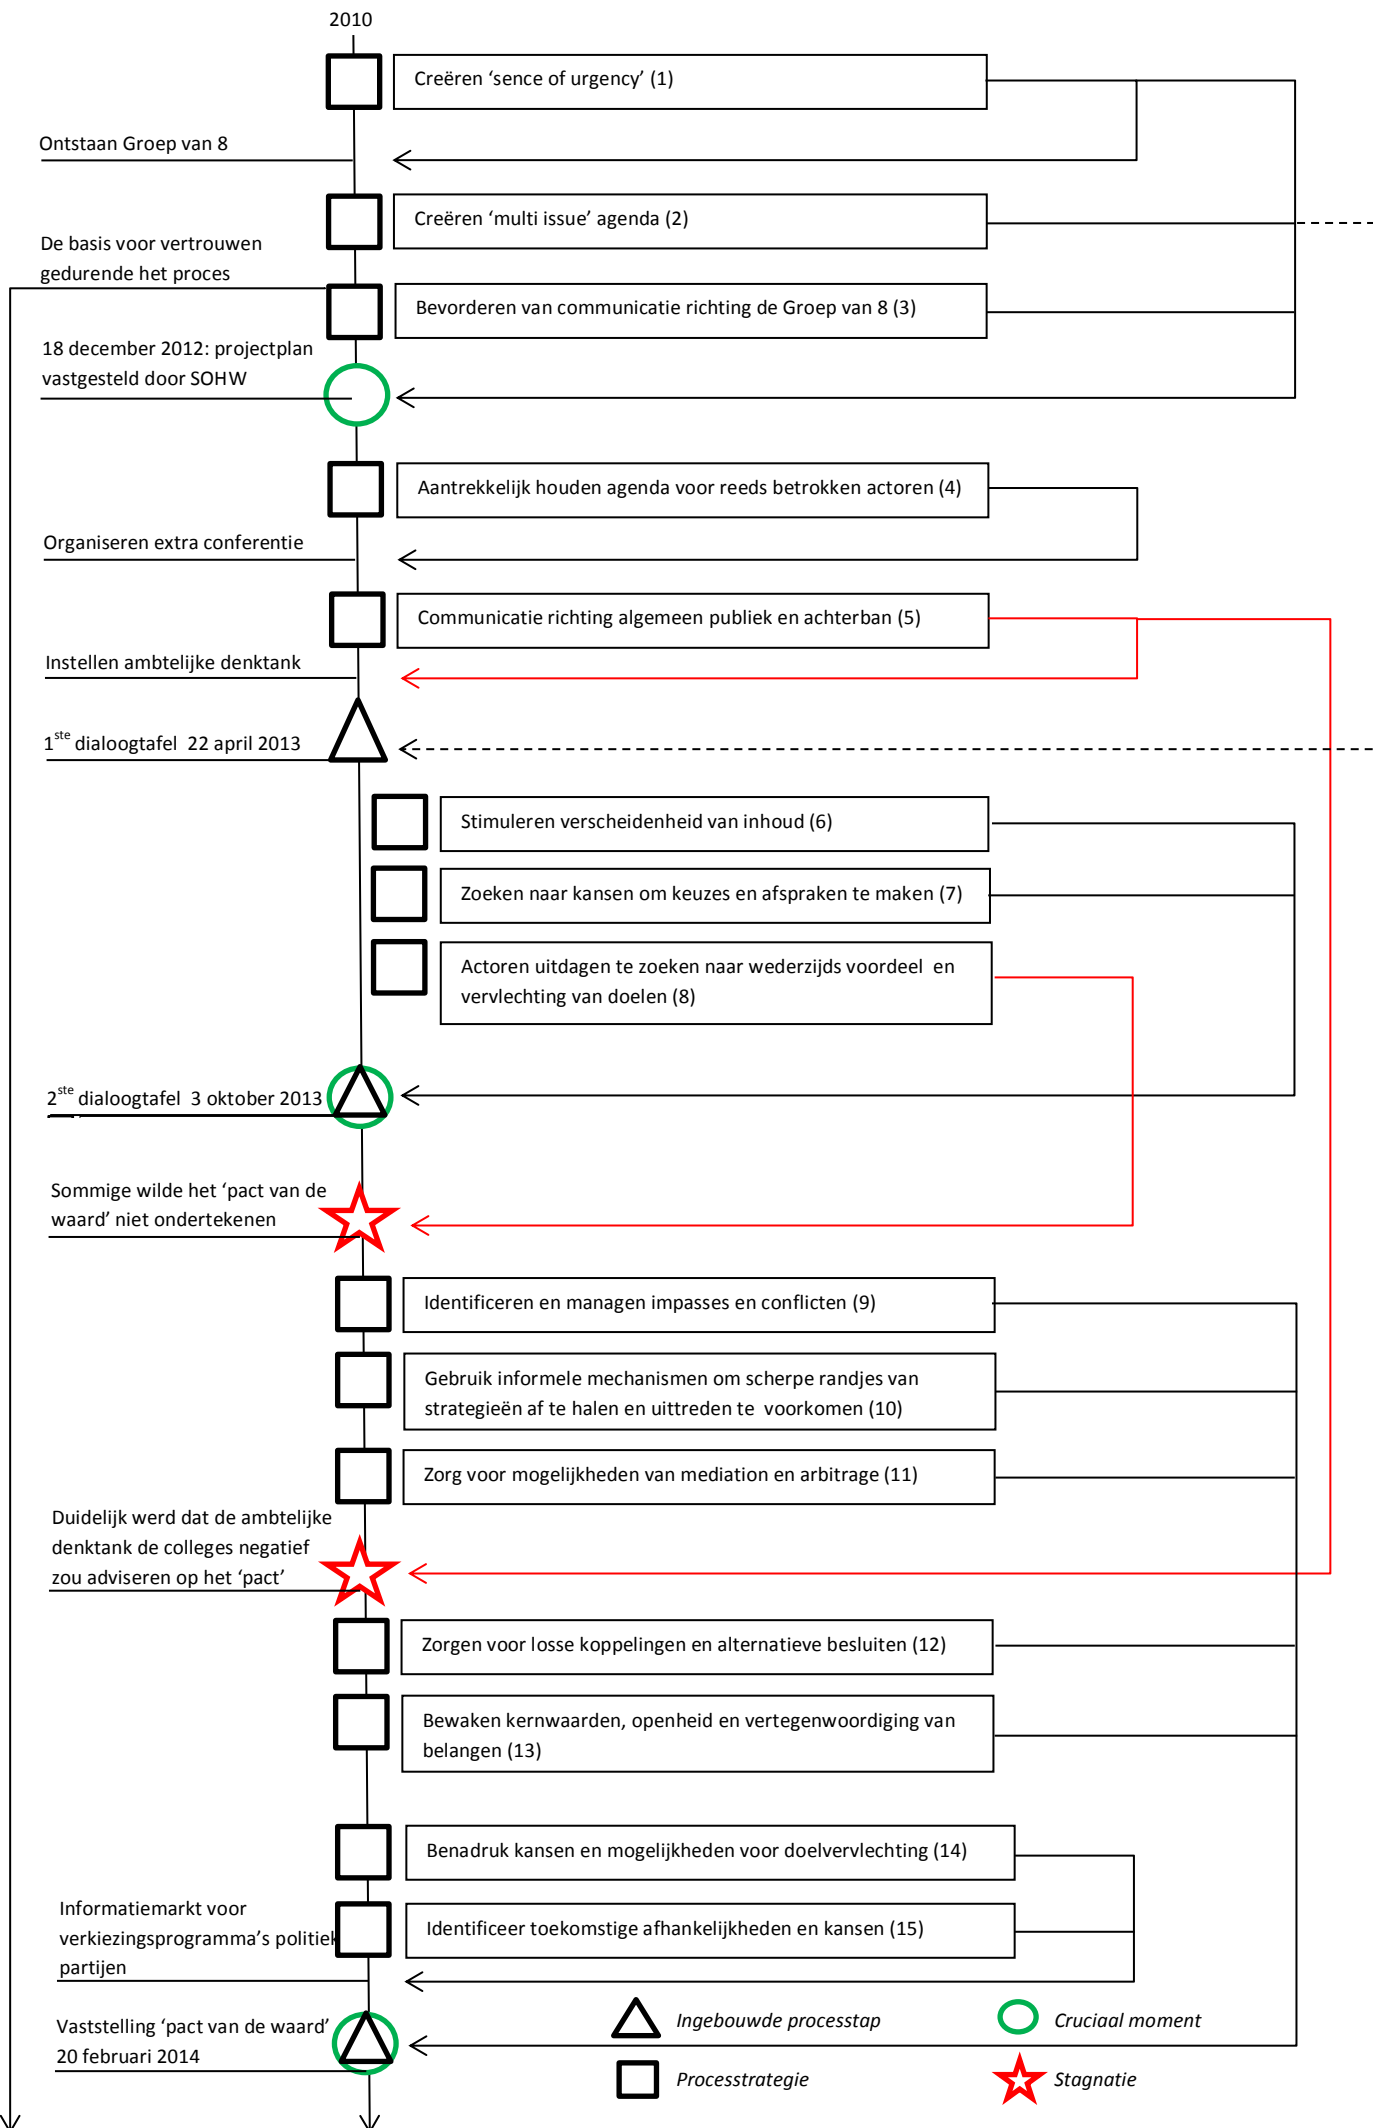 2010
Creëren ‘sence of urgency’ (1)
Ontstaan Groep van 8
Creëren ‘multi issue’ agenda (2)
De basis voor vertrouwen
gedurende het proces
Bevorderen van communicatie richting de Groep van 8 (3)
18 december 2012: projectplan
vastgesteld door SOHW
Aantrekkelijk houden agenda voor reeds betrokken actoren (4)
Organiseren extra conferentie
Communicatie richting algemeen publiek en achterban (5)
Instellen ambtelijke denktank
1ste dialoogtafel 22 april 2013
Stimuleren verscheidenheid van inhoud (6)
Zoeken naar kansen om keuzes en afspraken te maken (7)
Actoren uitdagen te zoeken naar wederzijds voordeel en
vervlechting van doelen (8)
2ste dialoogtafel 3 oktober 2013
Sommige wilde het ‘pact van de
waard’ niet ondertekenen
Identificeren en managen impasses en conflicten (9)
Gebruik informele mechanismen om scherpe randjes van
strategieën af te halen en uittreden te voorkomen (10)
Zorg voor mogelijkheden van mediation en arbitrage (11)
Duidelijk werd dat de ambtelijke
denktank de colleges negatief
zou adviseren op het ‘pact’
Zorgen voor losse koppelingen en alternatieve besluiten (12)
Bewaken kernwaarden, openheid en vertegenwoordiging van
belangen (13)
Benadruk kansen en mogelijkheden voor doelvervlechting (14)
Informatiemarkt voor
verkiezingsprogramma’s politiek
partijen
Identificeer toekomstige afhankelijkheden en kansen (15)
Vaststelling ‘pact van de waard’
20 februari 2014
Ingebouwde processtap
Cruciaal moment
Processtrategie
Stagnatie